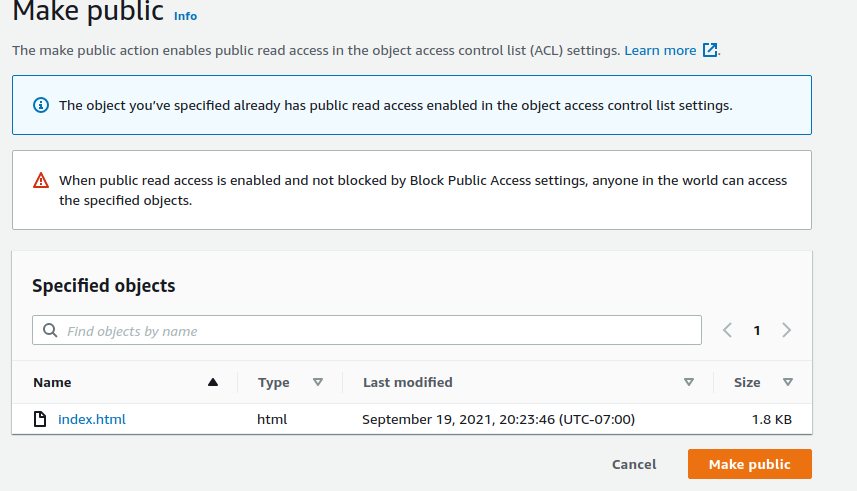 Make public Info
The make public action enables public read access in the object access control list (ACL) settings. Learn more.
The object you've specified already has public read access enabled in the object access control list settings.
When public read access is enabled and not blocked by Block Public Access settings, anyone in the world can access
the specified objects.
Specified objects
Find objects by name
1
Name Type Last modified Size
index.html html September 19, 2021, 20:23:46 (UTC-07:00) 1.8 KB
Cancel Make public